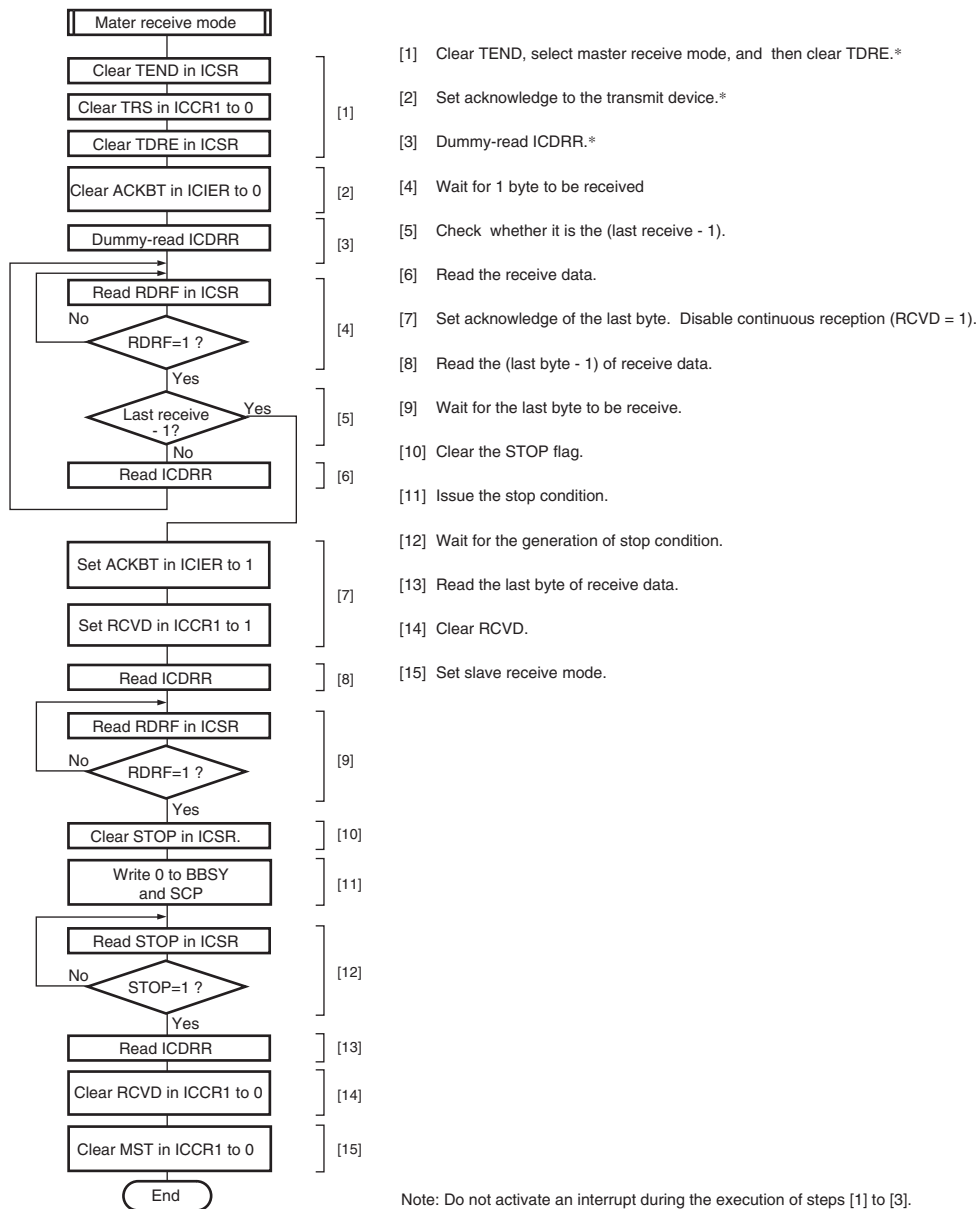 Mater receive mode
Clear TEND in ICSR
Clear TRS in ICCR1 to 0
Clear TDRE in ICSR
[1]
Clear ACKBT in ICIER to 0
[2]
Dummy-read ICDRR
[3]
Read RDRF in ICSR
No
RDRF=1 ?
[4]
Yes
Last receive
- 1?
Yes
[5]
No
Read ICDRR
[6]
Set ACKBT in ICIER to 1
[7]
Set RCVD in ICCR1 to 1
Read ICDRR
[8]
Read RDRF in ICSR
No
RDRF=1 ?
[9]
Yes
Clear STOP in ICSR.
[10]
Write 0 to BBSY
and SCP
[11]
Read STOP in ICSR
No
STOP=1 ?
[12]
Yes
Read ICDRR
[13]
Clear RCVD in ICCR1 to 0
[14]
Clear MST in ICCR1 to 0
[15]
End
[1] Clear TEND, select master receive mode, and then clear TDRE.*
[2] Set acknowledge to the transmit device.*
[3] Dummy-read ICDRR.*
[4] Wait for 1 byte to be received
[5] Check whether it is the (last receive - 1).
[6] Read the receive data.
[7] Set acknowledge of the last byte. Disable continuous reception (RCVD = 1).
[8] Read the (last byte - 1) of receive data.
[9] Wait for the last byte to be receive.
[10] Clear the STOP flag.
[11] Issue the stop condition.
[12] Wait for the generation of stop condition.
[13] Read the last byte of receive data.
[14] Clear RCVD.
[15] Set slave receive mode.
Note: Do not activate an interrupt during the execution of steps [1] to [3].